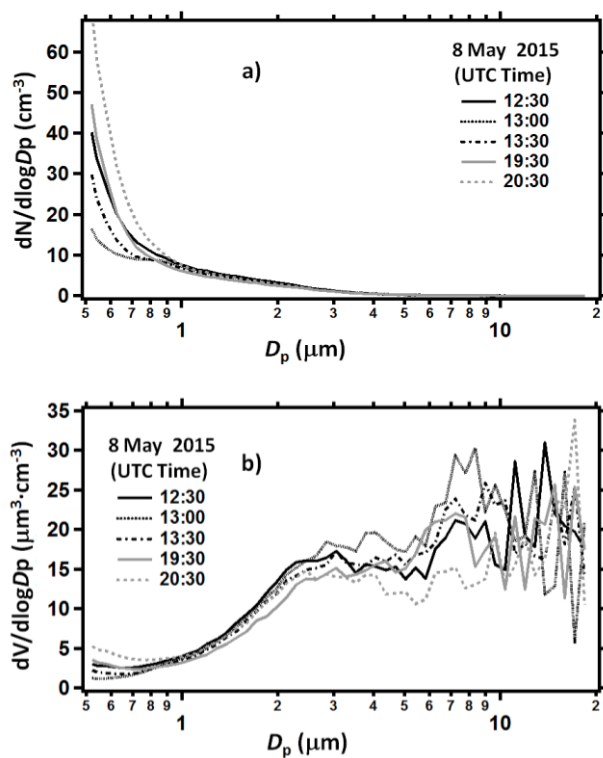 60
50
40
30
20
10
0
dN/dlogDp (cm-3)
a)
8 May 2015
(UTC Time)
12:30
13:00
13:30
19:30
20:30
5 6 7 8 9 1 2 3 4 5 6 7 8 9 10 2
Dp (µm)
35
30
25
20
15
10
5
0
dV/dlogDp (µm3·cm-3)
8 May 2015
(UTC Time)
b)
12:30
13:00
13:30
19:30
20:30
5 6 7 8 9 1 2 3 4 5 6 7 8 9 10 2
Dp (µm)